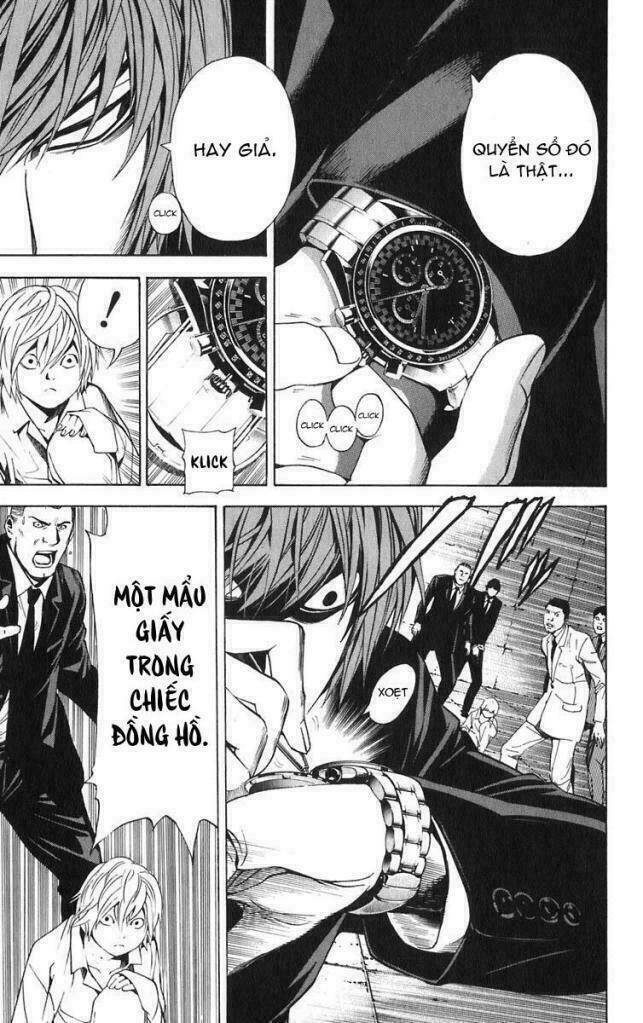 QUYỂN SỔ ĐÓ
LÀ THẬT...
CLICK
CLICK
CLICK
HAY GIẢ.
CLICK
KLICK
!
XOẸT
MỘT MẨU
GIẤY
TRONG
CHIẾC
ĐỒNG HỒ.